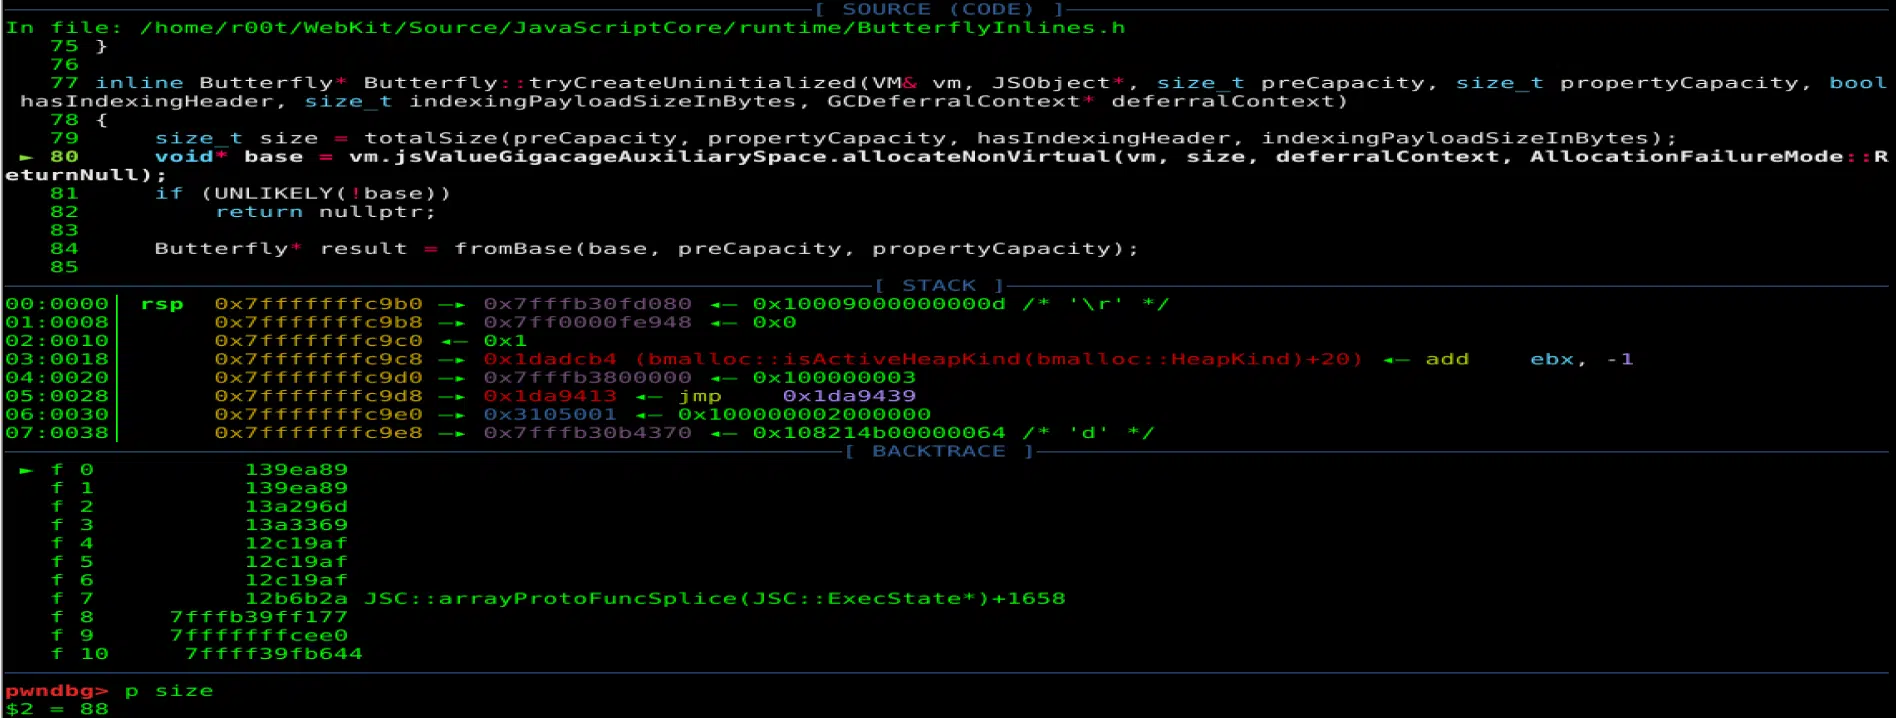 [ SOURCE (CODE) ]
In file: /home/r00t/WebKit/Source/JavaScriptCore/runtime/ButterflyInlines.h
75 }
76
77 inline Butterfly* Butterfly::tryCreateUninitialized(VM& vm, JSObject*, size_t preCapacity, size_t propertyCapacity, bool
hasIndexingHeader, size_t indexingPayloadSizeInBytes, GCDeferralContext* deferralContext)
78 {
79     size_t size = totalSize(preCapacity, propertyCapacity, hasIndexingHeader, indexingPayloadSizeInBytes);
► 80     void* base = vm.jsValueGigacageAuxiliarySpace.allocateNonVirtual(vm, size, deferralContext, AllocationFailureMode::R
eturnNull);
81     if (UNLIKELY(!base))
82         return nullptr;
83
84     Butterfly* result = fromBase(base, preCapacity, propertyCapacity);
85
[ STACK ]
00:0000│ rsp 0x7fffffffc9b0 —► 0x7fffb30fd080 ◄— 0x100090000000000d /* '\r' */
01:0008│ 0x7fffffffc9b8 —► 0x7ff0000fe948 ◄— 0x0
02:0010│ 0x7fffffffc9c0 ◄— 0x1
03:0018│ 0x7fffffffc9c8 —► 0x1dadcb4 (bmalloc::isActiveHeapKind(bmalloc::HeapKind)+20) ◄— add ebx, -1
04:0020│ 0x7fffffffc9d0 —► 0x7fffb3800000 ◄— 0x100000003
05:0028│ 0x7fffffffc9d8 —► 0x1da9413 ◄— jmp 0x1da9439
06:0030│ 0x7fffffffc9e0 —► 0x3105001 ◄— 0x100000002000000
07:0038│ 0x7fffffffc9e8 —► 0x7fffb30b4370 ◄— 0x108214b00000064 /* 'd' */
[ BACKTRACE ]
► f 0 139ea89
f 1 139ea89
f 2 13a296d
f 3 13a3369
f 4 12c19af
f 5 12c19af
f 6 12c19af
f 7 12b6b2a JSC::arrayProtoFuncSplice(JSC::ExecState*)+1658
f 8 7fffb39ff177
f 9 7fffffffcee0
f 10 7ffff39fb644
pwndbg> p size
$2 = 88